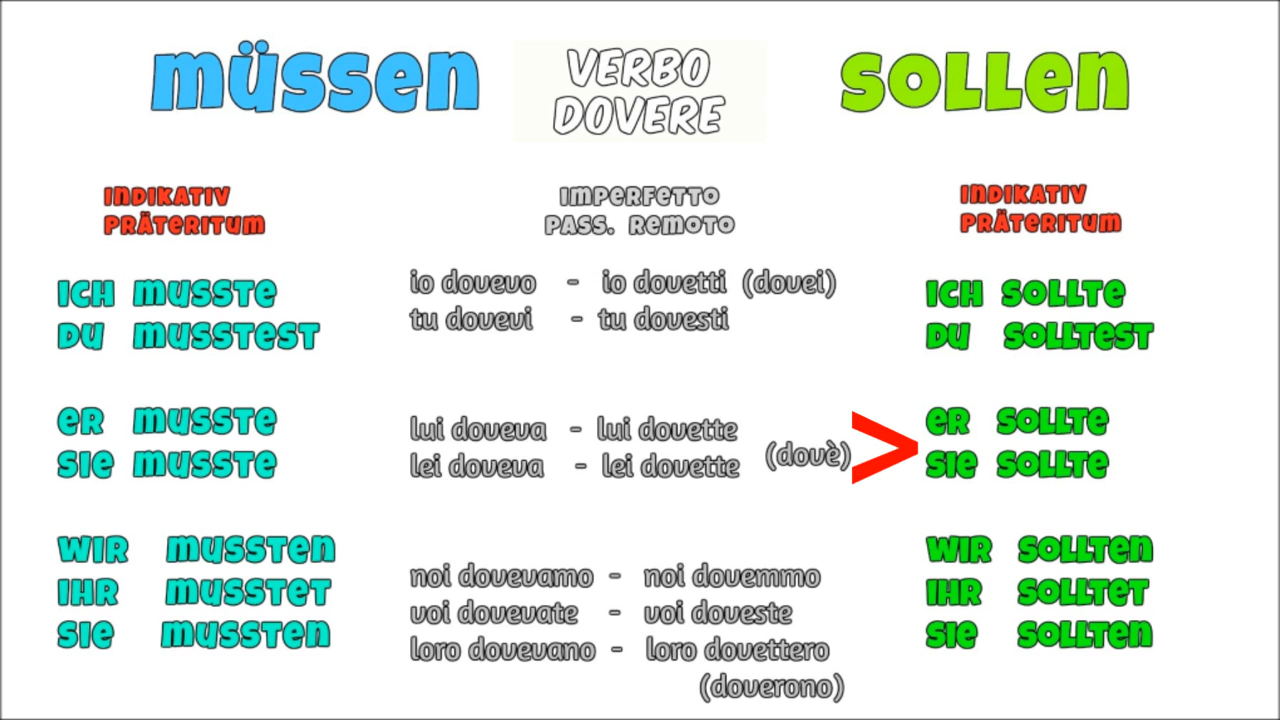 müssen
VERBO
DOVERE
sollen
INDIKATIV
PRÄTERITUM
IMPERFETTO
PASS. REMOTO
INDIKATIV
PRÄTERITUM
ICH musste
DU musstest
io dovevo - io dovetti (dovei)
tu dovevi - tu dovesti
ICH sollte
DU solltest
ER musste
SIE musste
lui doveva - lui dovette
lei doveva - lei dovette
(dovè)
>
ER sollte
SIE sollte
WIR mussten
IHR musstet
SIE mussten
noi dovevamo - noi dovemmo
voi dovevate - voi doveste
loro dovevano - loro dovettero
(doverono)
WIR sollten
IHR solltet
SIE sollten